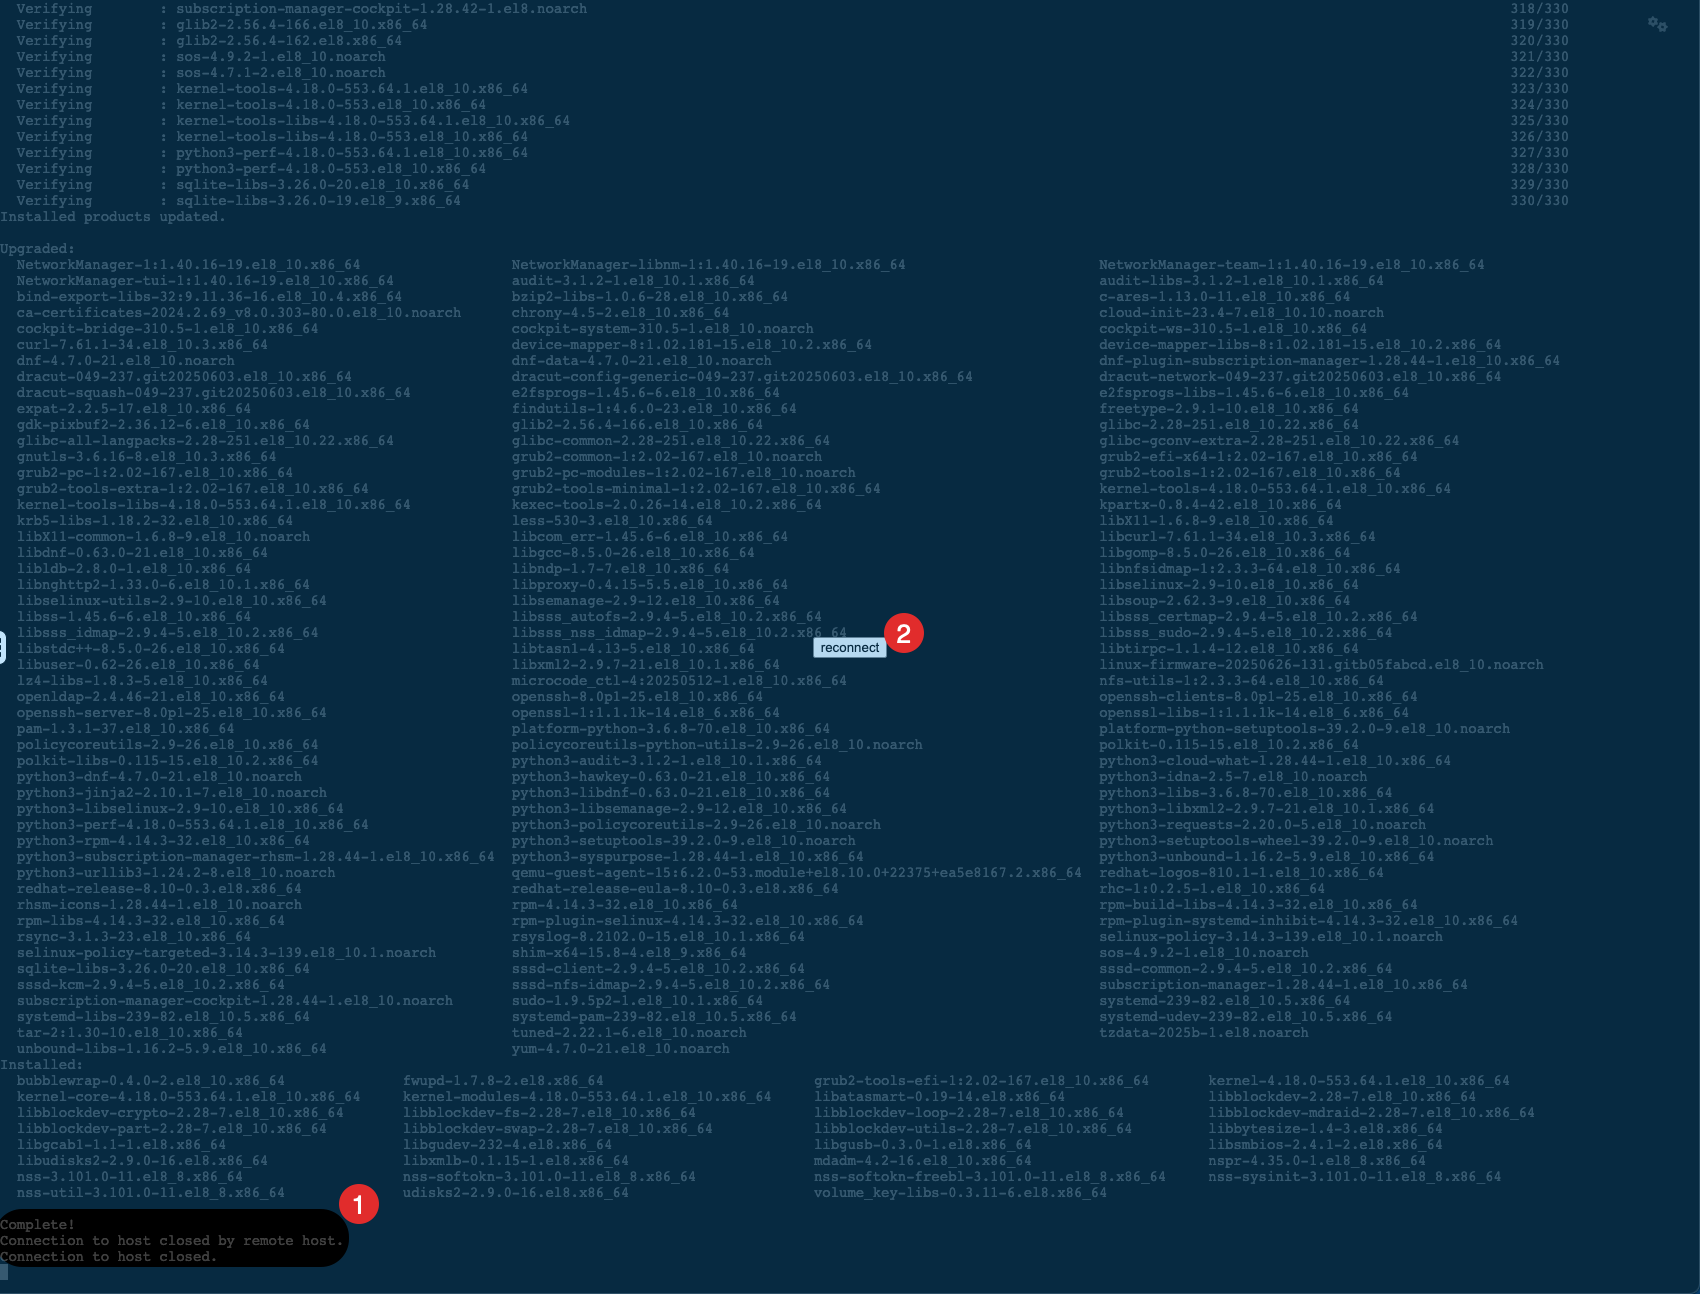 Verifying : subscription-manager-cockpit-1.28.42-1.el8.noarch 318/330
Verifying : glib2-2.56.4-166.el8_10.x86_64 319/330
Verifying : glib2-2.56.4-162.el8.x86_64 320/330
Verifying : sos-4.9.2-1.el8_10.noarch 321/330
Verifying : sos-4.7.1-2.el8_10.noarch 322/330
Verifying : kernel-tools-4.18.0-553.64.1.el8_10.x86_64 323/330
Verifying : kernel-tools-4.18.0-553.el8_10.x86_64 324/330
Verifying : kernel-tools-libs-4.18.0-553.64.1.el8_10.x86_64 325/330
Verifying : kernel-tools-libs-4.18.0-553.el8_10.x86_64 326/330
Verifying : python3-perf-4.18.0-553.64.1.el8_10.x86_64 327/330
Verifying : python3-perf-4.18.0-553.el8_10.x86_64 328/330
Verifying : sqlite-libs-3.26.0-20.el8_10.x86_64 329/330
Verifying : sqlite-libs-3.26.0-19.el8_9.x86_64 330/330
Installed products updated.
Upgraded:
NetworkManager-1:1.40.16-19.el8_10.x86_64 NetworkManager-libnm-1:1.40.16-19.el8_10.x86_64 NetworkManager-team-1:1.40.16-19.el8_10.x86_64
NetworkManager-tui-1:1.40.16-19.el8_10.x86_64 audit-3.1.2-1.el8_10.1.x86_64 audit-libs-3.1.2-1.el8_10.1.x86_64
bind-export-libs-32:9.11.36-16.el8_10.4.x86_64 bzip2-libs-1.0.6-28.el8_10.x86_64 c-ares-1.13.0-11.el8_10.x86_64
ca-certificates-2024.2.69_v8.0.303-80.0.el8_10.noarch chrony-4.5-2.el8_10.x86_64 cloud-init-23.4-7.el8_10.10.noarch
cockpit-bridge-310.5-1.el8_10.x86_64 cockpit-system-310.5-1.el8_10.noarch cockpit-ws-310.5-1.el8_10.x86_64
curl-7.61.1-34.el8_10.3.x86_64 device-mapper-8:1.02.181-15.el8_10.2.x86_64 device-mapper-libs-8:1.02.181-15.el8_10.2.x86_64
dnf-4.7.0-21.el8_10.noarch dnf-data-4.7.0-21.el8_10.noarch dnf-plugin-subscription-manager-1.28.44-1.el8_10.x86_64
dracut-049-237.git20250603.el8_10.x86_64 dracut-config-generic-049-237.git20250603.el8_10.x86_64 dracut-network-049-237.git20250603.el8_10.x86_64
dracut-squash-049-237.git20250603.el8_10.x86_64 e2fsprogs-1.45.6-6.el8_10.x86_64 e2fsprogs-libs-1.45.6-6.el8_10.x86_64
expat-2.2.5-17.el8_10.x86_64 findutils-1:4.6.0-23.el8_10.x86_64 freetype-2.9.1-10.el8_10.x86_64
gdk-pixbuf2-2.36.12-6.el8_10.x86_64 glib2-2.56.4-166.el8_10.x86_64 glibc-2.28-251.el8_10.22.x86_64
glibc-all-langpacks-2.28-251.el8_10.22.x86_64 glibc-common-2.28-251.el8_10.22.x86_64 glibc-gconv-extra-2.28-251.el8_10.22.x86_64
gnutls-3.6.16-8.el8_10.3.x86_64 grub2-common-1:2.02-167.el8_10.noarch grub2-efi-x64-1:2.02-167.el8_10.x86_64
grub2-pc-1:2.02-167.el8_10.x86_64 grub2-pc-modules-1:2.02-167.el8_10.noarch grub2-tools-1:2.02-167.el8_10.x86_64
grub2-tools-extra-1:2.02-167.el8_10.x86_64 grub2-tools-minimal-1:2.02-167.el8_10.x86_64 kernel-tools-4.18.0-553.64.1.el8_10.x86_64
kernel-tools-libs-4.18.0-553.64.1.el8_10.x86_64 kexec-tools-2.0.26-14.el8_10.2.x86_64 kpartx-0.8.4-42.el8_10.x86_64
krb5-libs-1.18.2-32.el8_10.x86_64 less-530-3.el8_10.x86_64 libX11-1.6.8-9.el8_10.x86_64
libX11-common-1.6.8-9.el8_10.noarch libcom_err-1.45.6-6.el8_10.x86_64 libcurl-7.61.1-34.el8_10.3.x86_64
libdnf-0.63.0-21.el8_10.x86_64 libgcc-8.5.0-26.el8_10.x86_64 libgomp-8.5.0-26.el8_10.x86_64
libldb-2.8.0-1.el8_10.x86_64 libndp-1.7-7.el8_10.x86_64 libnfsidmap-1:2.3.3-64.el8_10.x86_64
libnghttp2-1.33.0-6.el8_10.1.x86_64 libproxy-0.4.15-5.5.el8_10.x86_64 libselinux-2.9-10.el8_10.x86_64
libselinux-utils-2.9-10.el8_10.x86_64 libsemanage-2.9-12.el8_10.x86_64 libsoup-2.62.3-9.el8_10.x86_64
libss-1.45.6-6.el8_10.x86_64 libsss_autofs-2.9.4-5.el8_10.2.x86_64 libsss_certmap-2.9.4-5.el8_10.2.x86_64
libsss_idmap-2.9.4-5.el8_10.2.x86_64 libsss_nss_idmap-2.9.4-5.el8_10.2.x86_64 libsss_sudo-2.9.4-5.el8_10.2.x86_64
2
libstdc++-8.5.0-26.el8_10.x86_64 libtasn1-4.13-5.el8_10.x86_64 reconnect libtirpc-1.1.4-12.el8_10.x86_64
libuser-0.62-26.el8_10.x86_64 libxml2-2.9.7-21.el8_10.1.x86_64 linux-firmware-20250626-131.gitb05fabcd.el8_10.noarch
lz4-libs-1.8.3-5.el8_10.x86_64 microcode_ctl-4:20250512-1.el8_10.x86_64 nfs-utils-1:2.3.3-64.el8_10.x86_64
openldap-2.4.46-21.el8_10.x86_64 openssh-8.0p1-25.el8_10.x86_64 openssh-clients-8.0p1-25.el8_10.x86_64
openssh-server-8.0p1-25.el8_10.x86_64 openssl-1:1.1.1k-14.el8_6.x86_64 openssl-libs-1:1.1.1k-14.el8_6.x86_64
pam-1.3.1-37.el8_10.x86_64 platform-python-3.6.8-70.el8_10.x86_64 platform-python-setuptools-39.2.0-9.el8_10.noarch
policycoreutils-2.9-26.el8_10.x86_64 policycoreutils-python-utils-2.9-26.el8_10.noarch polkit-0.115-15.el8_10.2.x86_64
polkit-libs-0.115-15.el8_10.2.x86_64 python3-audit-3.1.2-1.el8_10.1.x86_64 python3-cloud-what-1.28.44-1.el8_10.x86_64
python3-dnf-4.7.0-21.el8_10.noarch python3-hawkey-0.63.0-21.el8_10.x86_64 python3-idna-2.5-7.el8_10.noarch
python3-jinja2-2.10.1-7.el8_10.noarch python3-libdnf-0.63.0-21.el8_10.x86_64 python3-libs-3.6.8-70.el8_10.x86_64
python3-libselinux-2.9-10.el8_10.x86_64 python3-libsemanage-2.9-12.el8_10.x86_64 python3-libxml2-2.9.7-21.el8_10.1.x86_64
python3-perf-4.18.0-553.64.1.el8_10.x86_64 python3-policycoreutils-2.9-26.el8_10.noarch python3-requests-2.20.0-5.el8_10.noarch
python3-rpm-4.14.3-32.el8_10.x86_64 python3-setuptools-39.2.0-9.el8_10.noarch python3-setuptools-wheel-39.2.0-9.el8_10.noarch
python3-subscription-manager-rhsm-1.28.44-1.el8_10.x86_64 python3-syspurpose-1.28.44-1.el8_10.x86_64 python3-unbound-1.16.2-5.9.el8_10.x86_64
python3-urllib3-1.24.2-8.el8_10.noarch qemu-guest-agent-15:6.2.0-53.module+el8.10.0+22375+ea5e8167.2.x86_64 redhat-logos-810.1-1.el8_10.x86_64
redhat-release-8.10-0.3.el8.x86_64 redhat-release-eula-8.10-0.3.el8.x86_64 rhc-1:0.2.5-1.el8_10.x86_64
rhsm-icons-1.28.44-1.el8_10.noarch rpm-4.14.3-32.el8_10.x86_64 rpm-build-libs-4.14.3-32.el8_10.x86_64
rpm-libs-4.14.3-32.el8_10.x86_64 rpm-plugin-selinux-4.14.3-32.el8_10.x86_64 rpm-plugin-systemd-inhibit-4.14.3-32.el8_10.x86_64
rsync-3.1.3-23.el8_10.x86_64 rsyslog-8.2102.0-15.el8_10.1.x86_64 selinux-policy-3.14.3-139.el8_10.1.noarch
selinux-policy-targeted-3.14.3-139.el8_10.1.noarch shim-x64-15.8-4.el8_9.x86_64 sos-4.9.2-1.el8_10.noarch
sqlite-libs-3.26.0-20.el8_10.x86_64 sssd-client-2.9.4-5.el8_10.2.x86_64 sssd-common-2.9.4-5.el8_10.2.x86_64
sssd-kcm-2.9.4-5.el8_10.2.x86_64 sssd-nfs-idmap-2.9.4-5.el8_10.2.x86_64 subscription-manager-1.28.44-1.el8_10.x86_64
subscription-manager-cockpit-1.28.44-1.el8_10.noarch sudo-1.9.5p2-1.el8_10.1.x86_64 systemd-239-82.el8_10.5.x86_64
systemd-libs-239-82.el8_10.5.x86_64 systemd-pam-239-82.el8_10.5.x86_64 systemd-udev-239-82.el8_10.5.x86_64
tar-2:1.30-10.el8_10.x86_64 tuned-2.22.1-6.el8_10.noarch tzdata-2025b-1.el8.noarch
unbound-libs-1.16.2-5.9.el8_10.x86_64 yum-4.7.0-21.el8_10.noarch
Installed:
bubblewrap-0.4.0-2.el8_10.x86_64 fwupd-1.7.8-2.el8.x86_64 grub2-tools-efi-1:2.02-167.el8_10.x86_64 kernel-4.18.0-553.64.1.el8_10.x86_64
kernel-core-4.18.0-553.64.1.el8_10.x86_64 kernel-modules-4.18.0-553.64.1.el8_10.x86_64 libatasmart-0.19-14.el8.x86_64 libblockdev-2.28-7.el8_10.x86_64
libblockdev-crypto-2.28-7.el8_10.x86_64 libblockdev-fs-2.28-7.el8_10.x86_64 libblockdev-loop-2.28-7.el8_10.x86_64 libblockdev-mdraid-2.28-7.el8_10.x86_64
libblockdev-part-2.28-7.el8_10.x86_64 libblockdev-swap-2.28-7.el8_10.x86_64 libblockdev-utils-2.28-7.el8_10.x86_64 libbytesize-1.4-3.el8.x86_64
libgcab1-1.1-1.el8.x86_64 libgudev-232-4.el8.x86_64 libgusb-0.3.0-1.el8.x86_64 libsmbios-2.4.1-2.el8.x86_64
libudisks2-2.9.0-16.el8.x86_64 libxmlb-0.1.15-1.el8.x86_64 mdadm-4.2-16.el8_10.x86_64 nspr-4.35.0-1.el8_8.x86_64
nss-3.101.0-11.el8_8.x86_64 nss-softokn-3.101.0-11.el8_8.x86_64 nss-softokn-freebl-3.101.0-11.el8_8.x86_64 nss-sysinit-3.101.0-11.el8_8.x86_64
nss-util-3.101.0-11.el8_8.x86_64 udisks2-2.9.0-16.el8.x86_64 volume_key-libs-0.3.11-6.el8.x86_64
1
Complete!
Connection to host closed by remote host.
Connection to host closed.